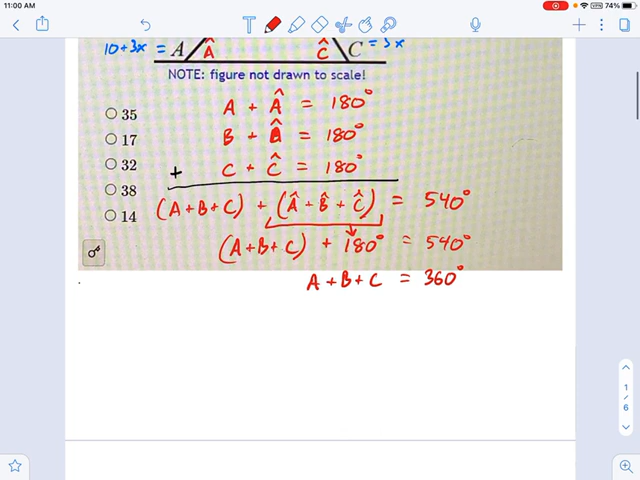 11:00 AM
74%
10+3x = A Â
Ĉ C = 3x
NOTE: figure not drawn to scale!
35
17
32
38
14
A + Â = 180°
B + = 180°
+ C + Ĉ = 180°
(A+B+C) + (Â + B̂ + Ĉ) = 540°
(A+B+C) + 180° = 540°
A+B+C = 360°
1
/
6